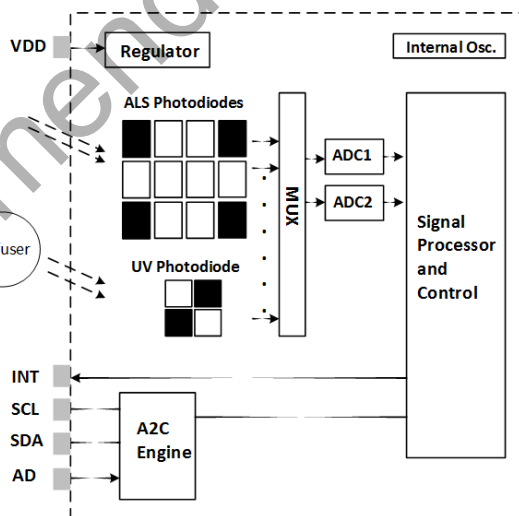 VDD
Regulator
Internal Osc.
ALS Photodiodes
MUX
ADC1
ADC2
Signal
Processor
and
Control
user
UV Photodiode
INT
SCL
SDA
AD
A2C
Engine